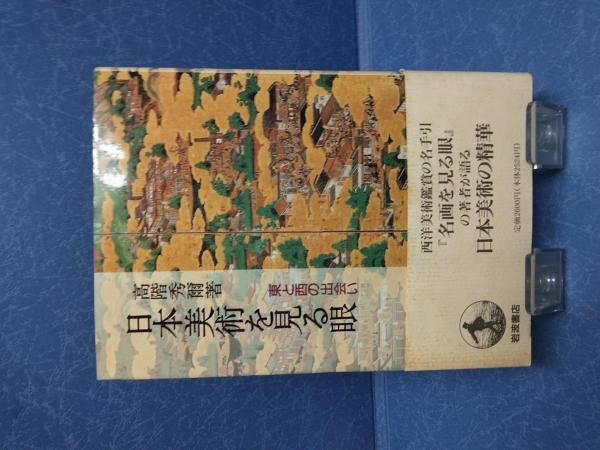 東と西の出会い
高階秀爾著
日本美術を見る眼
西洋美術鑑賞の名手引
『名画を見る眼』
の著者が語る
日本美術の精華
定価2600円(本体2524円)
岩波書店